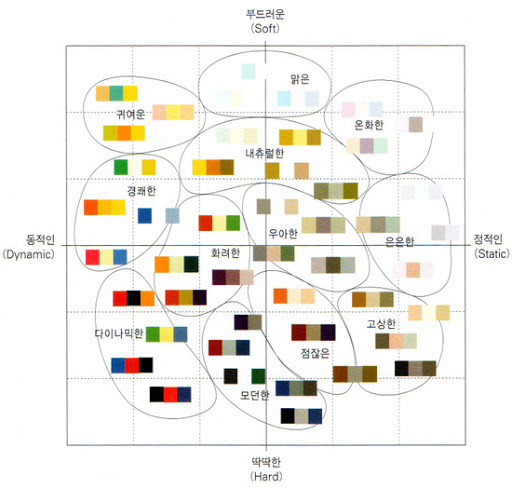 부드러운
(Soft)
맑은
귀여운
온화한
내츄럴한
경쾌한
동적인
(Dynamic)
우아한
은은한
정적인
(Static)
화려한
다이나믹한
고상한
점잖은
모던한
딱딱한
(Hard)